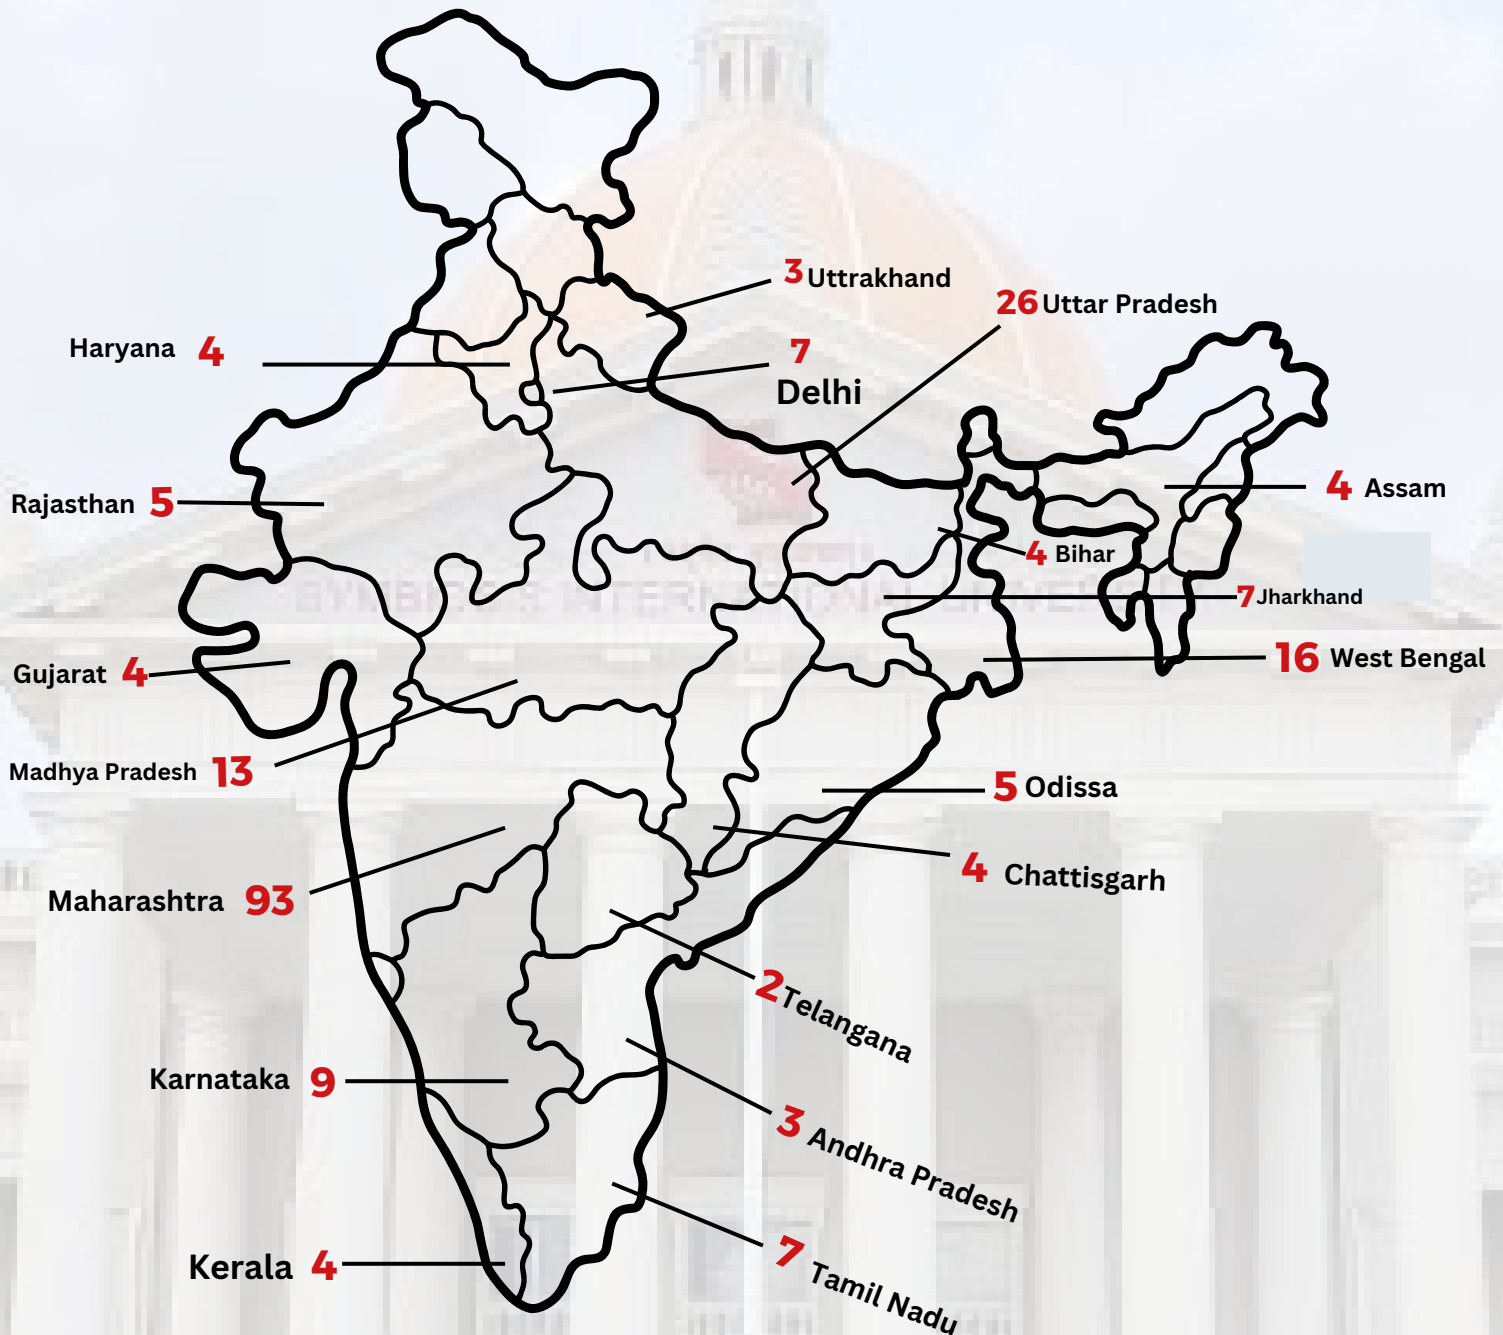 3 Uttrakhand
26 Uttar Pradesh
Haryana 4
7
Delhi
Rajasthan 5
4 Assam
4 Bihar
7 Jharkhand
Gujarat 4
16 West Bengal
Madhya Pradesh 13
5 Odissa
4 Chattisgarh
Maharashtra 93
2 Telangana
Karnataka 9
3 Andhra Pradesh
Kerala 4
7 Tamil Nadu